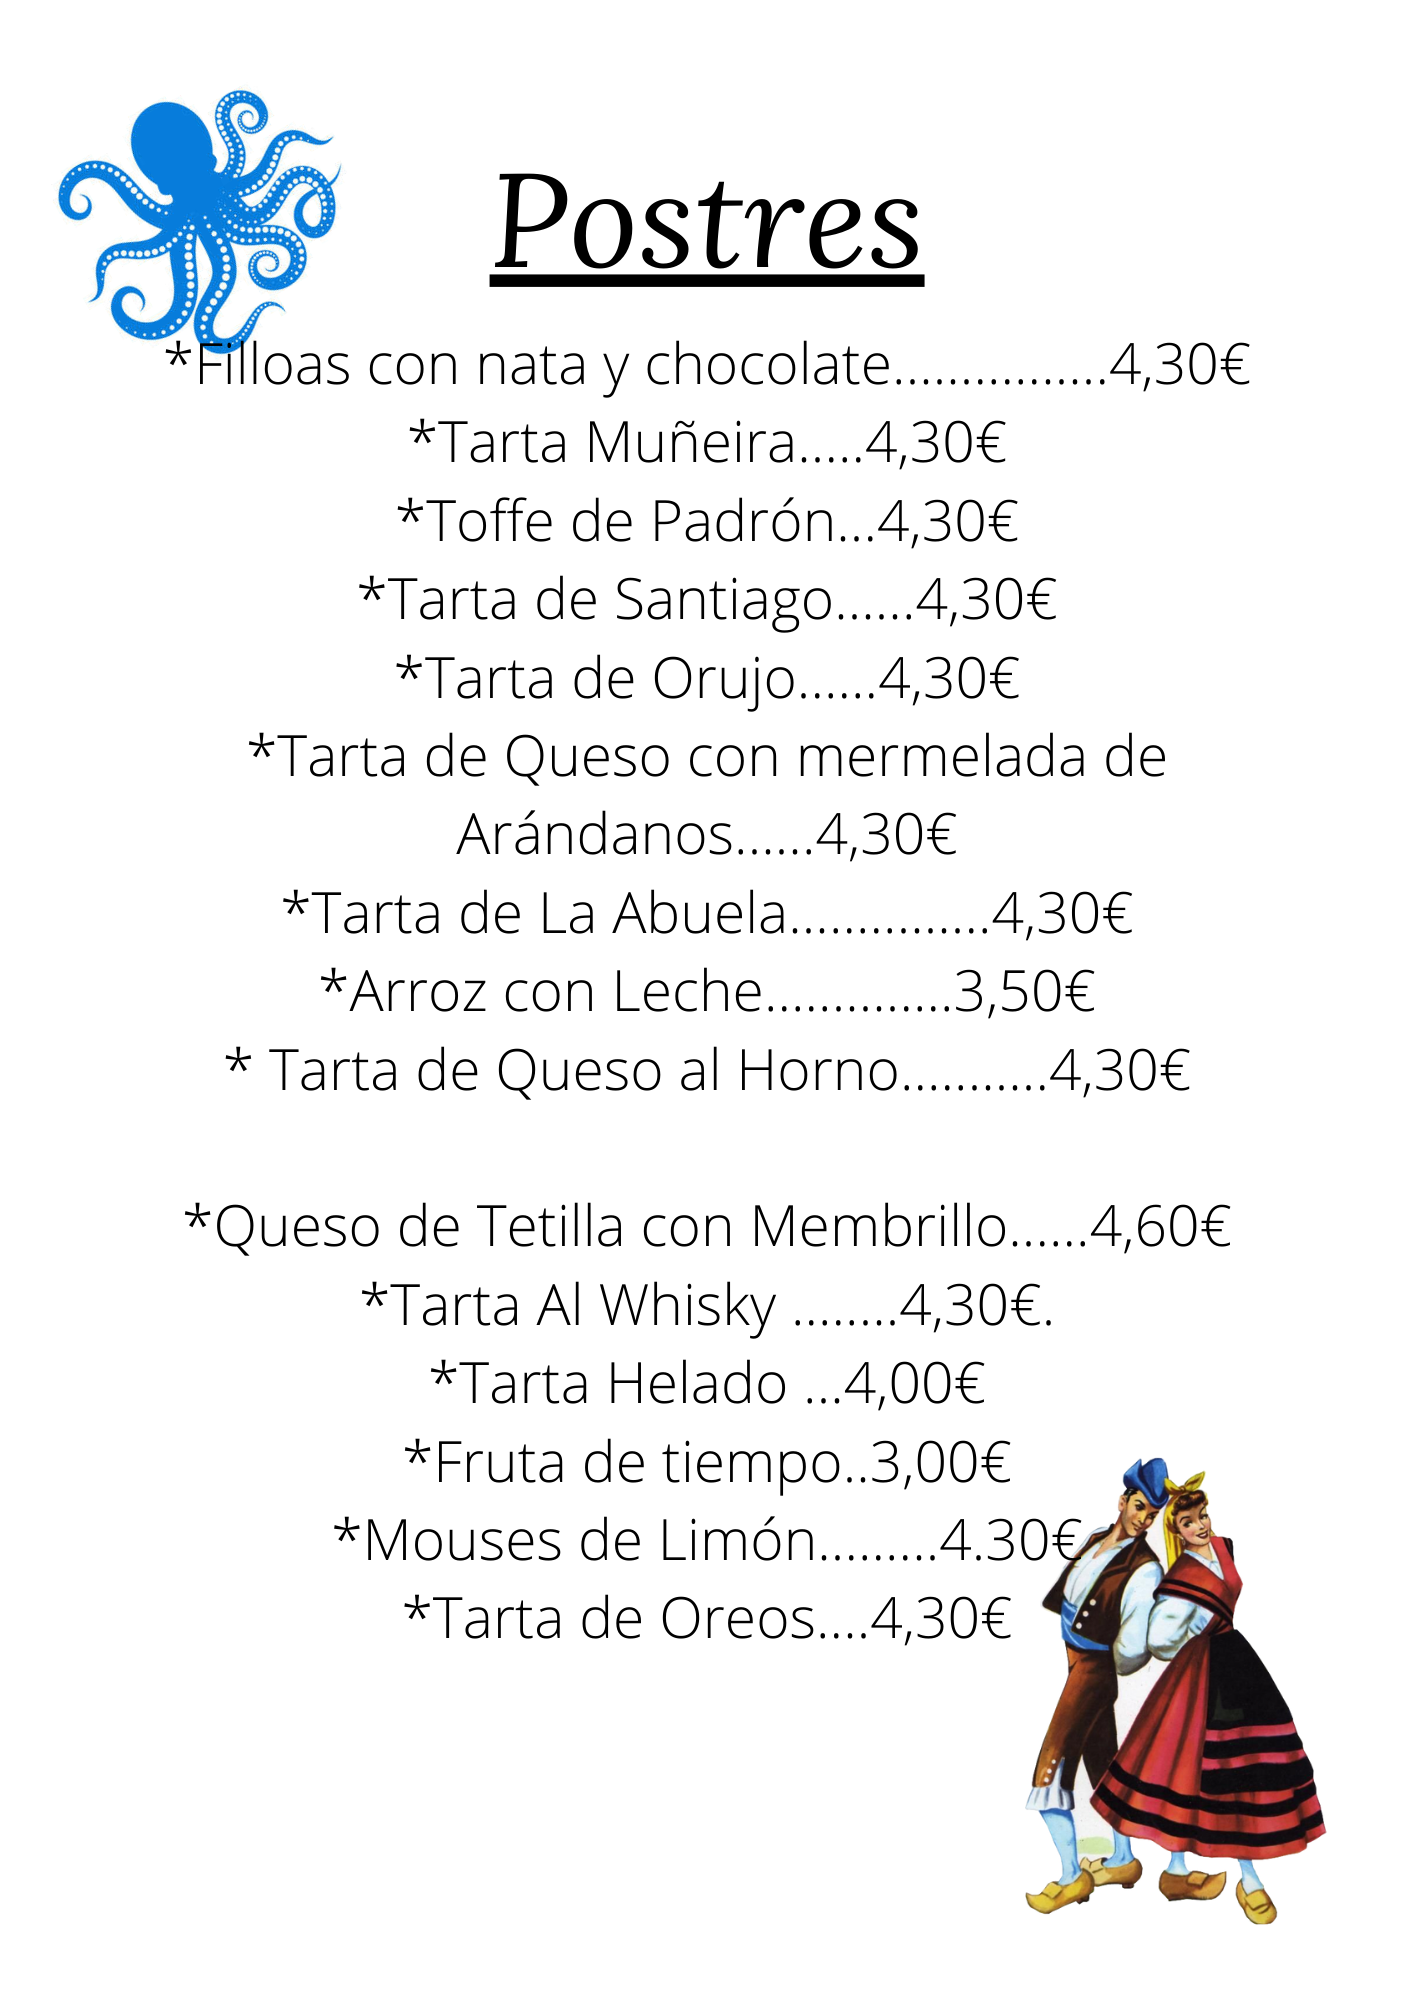 Postres
*Filloas con nata y chocolate................4,30€
*Tarta Muñeira.....4,30€
*Toffe de Padrón...4,30€
*Tarta de Santiago......4,30€
*Tarta de Orujo......4,30€
*Tarta de Queso con mermelada de
Arándanos......4,30€
*Tarta de La Abuela...............4,30€
*Arroz con Leche..............3,50€
* Tarta de Queso al Horno...........4,30€
*Queso de Tetilla con Membrillo......4,60€
*Tarta Al Whisky ........4,30€.
*Tarta Helado ...4,00€
*Fruta de tiempo..3,00€
*Mouses de Limón.........4.30€
*Tarta de Oreos....4,30€